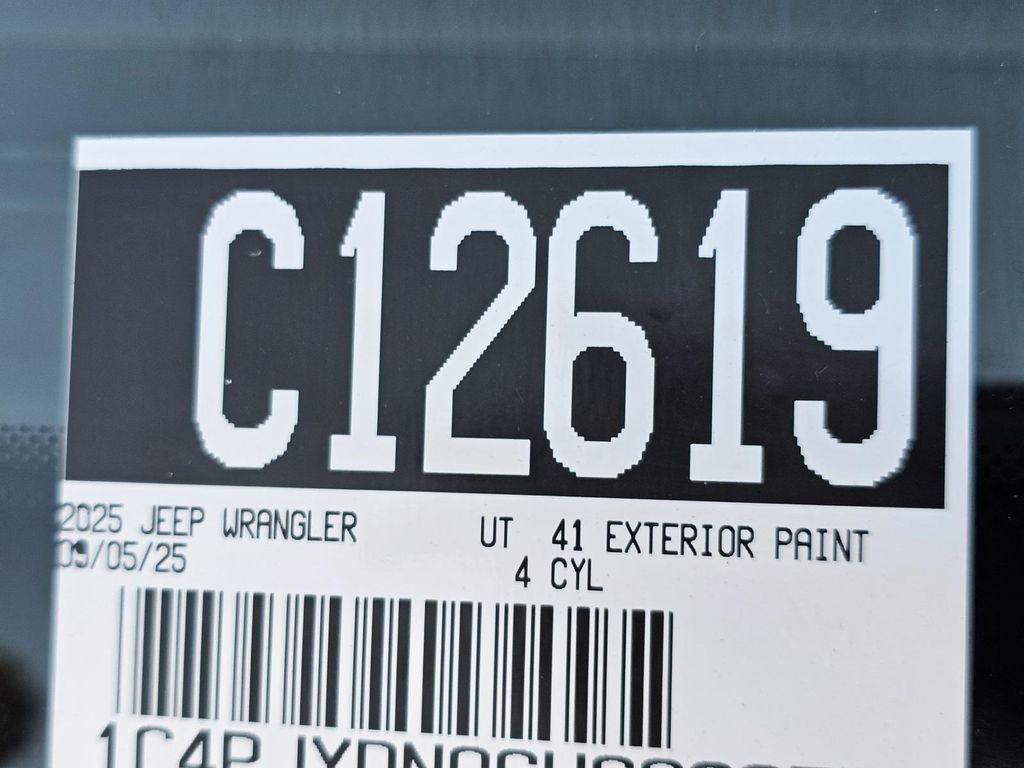 C12619
2025 JEEP WRANGLER UT 41 EXTERIOR PAINT
09/05/25 4 CYL